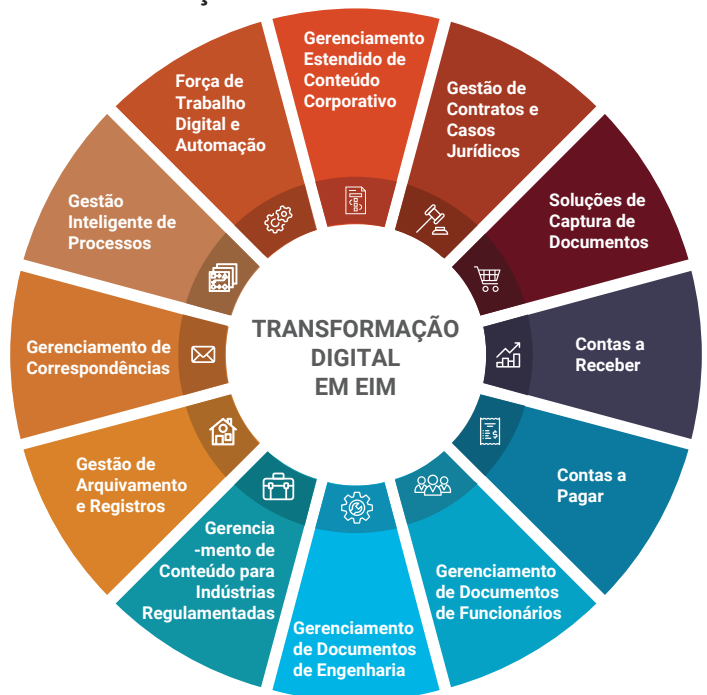 Gerenciamento
Estendido de
Conteúdo
Corporativo
Gestão de
Contratos e
Casos
Jurídicos
Soluções de
Captura de
Documentos
Contas a
Receber
Contas a
Pagar
Gerenciamento
de Documentos
de Funcionários
Gerenciamento
de Documentos
de Engenharia
Gerencia
-mento de
Conteúdo para
Indústrias
Regulamentadas
Gestão de
Arquivamento
e Registros
Gerenciamento de
Correspondências
Gestão
Inteligente de
Processos
Força de
Trabalho
Digital e
Automação
TRANSFORMAÇÃO
DIGITAL
EM EIM